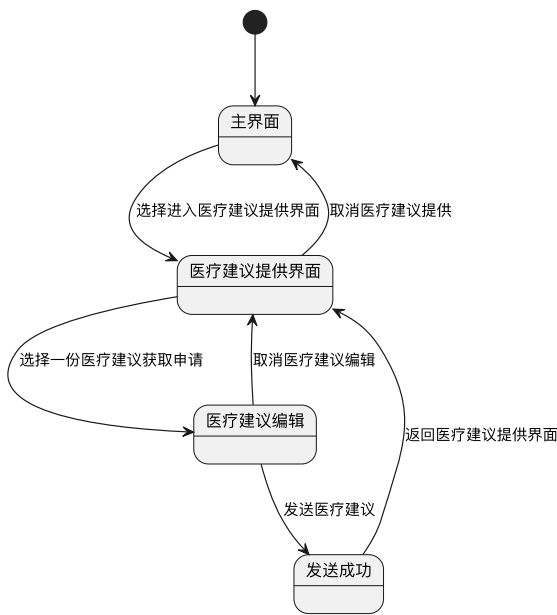 主界面
选择进入医疗建议提供界面
取消医疗建议提供
医疗建议提供界面
选择一份医疗建议获取申请
取消医疗建议编辑
医疗建议编辑
返回医疗建议提供界面
发送医疗建议
发送成功